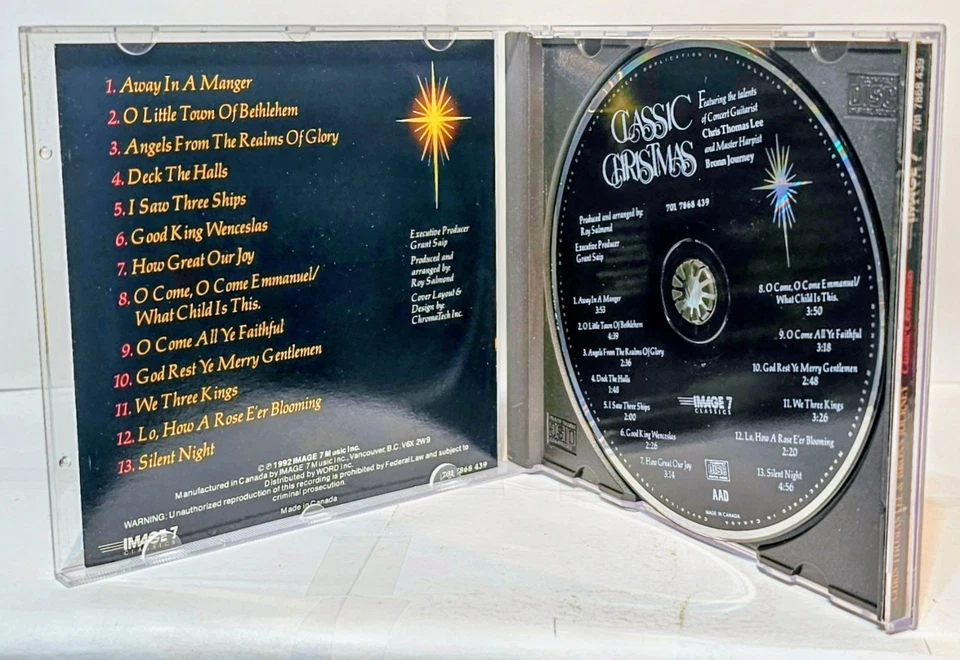 1. Away In A Manger
2. O Little Town Of Bethlehem
3. Angels From The Realms Of Glory
4. Deck The Halls
5. I Saw Three Ships
6. Good King Wenceslas
7. How Great Our Joy
8. O Come, O Come Emmanuel/
What Child Is This.
9. O Come All Ye Faithful
10. God Rest Ye Merry Gentlemen
11. We Three Kings
12. Lo, How A Rose E'er Blooming
13. Silent Night
Executive Producer
Grant Saip
Produced and
arranged by:
Roy Salmond
Cover Layout &
Design by:
ChromaTech Inc.
© ℗ 1992 IMAGE 7 Music Inc.
Manufactured in Canada by IMAGE 7 Music Inc., Vancouver, B.C. V6X 2W9
Distributed by WORD Inc.
WARNING: Unauthorized reproduction of this recording is prohibited by Federal Law and subject to
criminal prosecution.
Made in Canada
7868 439
IMAGE 7
CLASSICS
CLASSIC
CHRISTMAS
Featuring the talents
of Concert Guitarist
Chris Thomas Lee
and Master Harpist
Bronn Journey
701 7868 439
Produced and arranged by:
Roy Salmond
Executive Producer
Grant Saip
1. Away In A Manger
3:53
2. O Little Town Of Bethlehem
4:39
3. Angels From The Realms Of Glory
2:36
4. Deck The Halls
1:48
5. I Saw Three Ships
2:00
6. Good King Wenceslas
2:26
7. How Great Our Joy
3:14
8. O Come, O Come Emmanuel/
What Child Is This.
3:50
9. O Come All Ye Faithful
3:18
10. God Rest Ye Merry Gentlemen
2:48
11. We Three Kings
3:26
12. Lo, How A Rose E'er Blooming
2:20
13. Silent Night
4:56
IMAGE 7
CLASSICS
AAD
MADE IN CANADA
701 7868 439